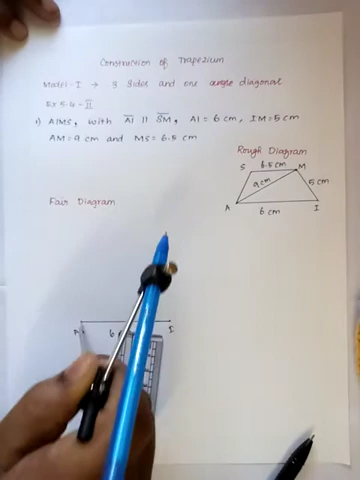 Construction of Trapezium
Model-I → 3 sides and one diagonal
Ex 5.4 - II
1) AIMS, with AI || SM, AI = 6 cm, IM = 5 cm
AM = 9 cm and MS = 6.5 cm
Rough Diagram
S 6.5 cm M
9 cm
5 cm
A I
6 cm
Fair Diagram
A 6 I